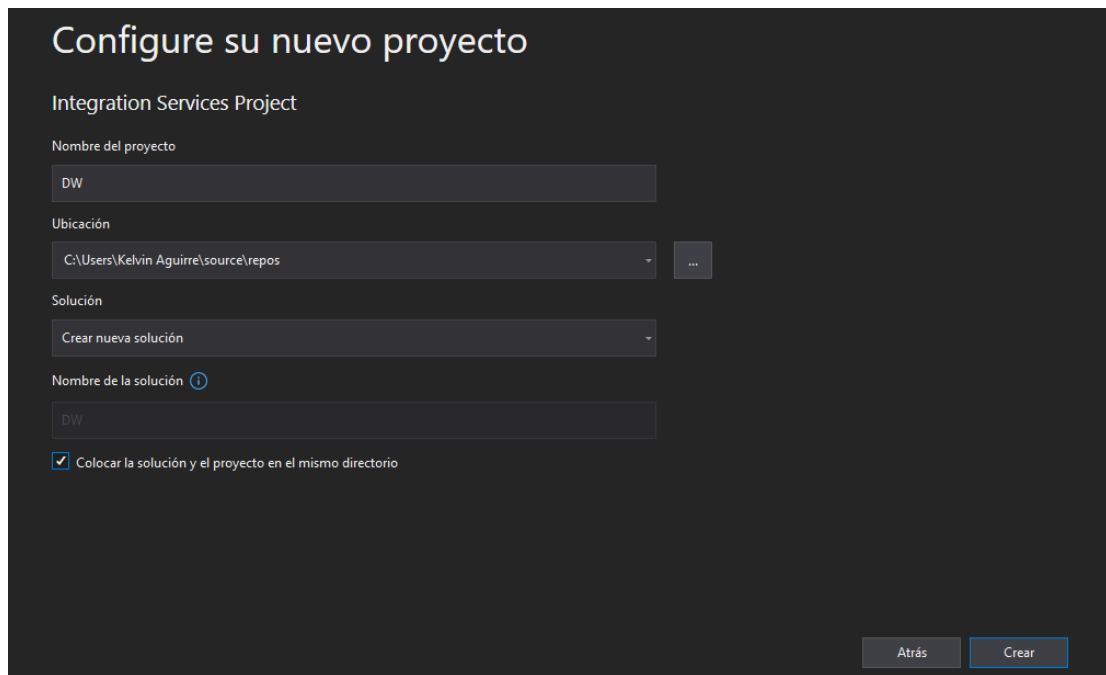 Configure su nuevo proyecto
Integration Services Project
Nombre del proyecto
DW
Ubicación
C:\Users\Kelvin Aguirre\source\repos
...
Solución
Crear nueva solución
Nombre de la solución
DW
Colocar la solución y el proyecto en el mismo directorio
Atrás
Crear